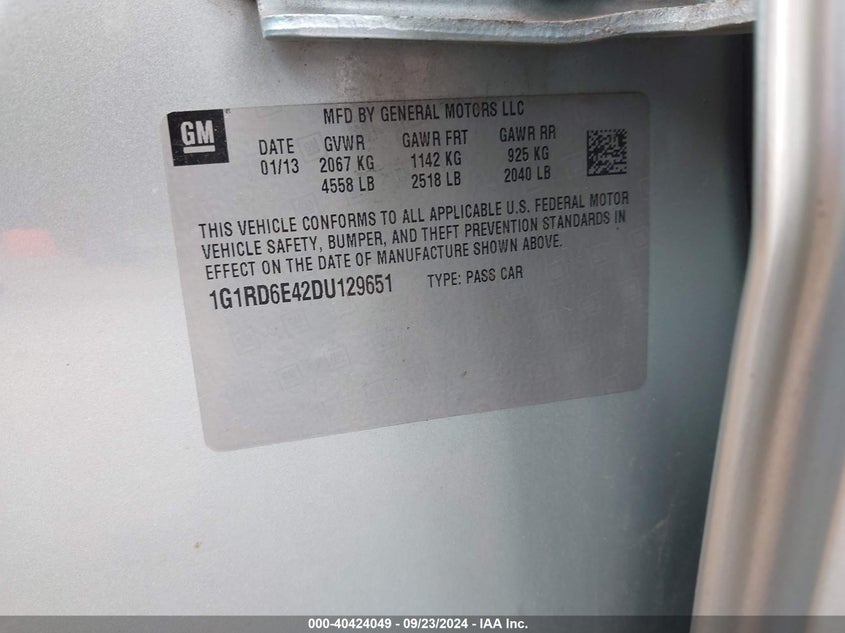 GM
MFD BY GENERAL MOTORS LLC
DATE GVWR GAWR FRT GAWR RR
01/13 2067 KG 1142 KG 925 KG
4558 LB 2518 LB 2040 LB
THIS VEHICLE CONFORMS TO ALL APPLICABLE U.S. FEDERAL MOTOR
VEHICLE SAFETY, BUMPER, AND THEFT PREVENTION STANDARDS IN
EFFECT ON THE DATE OF MANUFACTURE SHOWN ABOVE.
1G1RD6E42DU129651 TYPE: PASS CAR
000-40424049 - 09/23/2024 - IAA Inc.